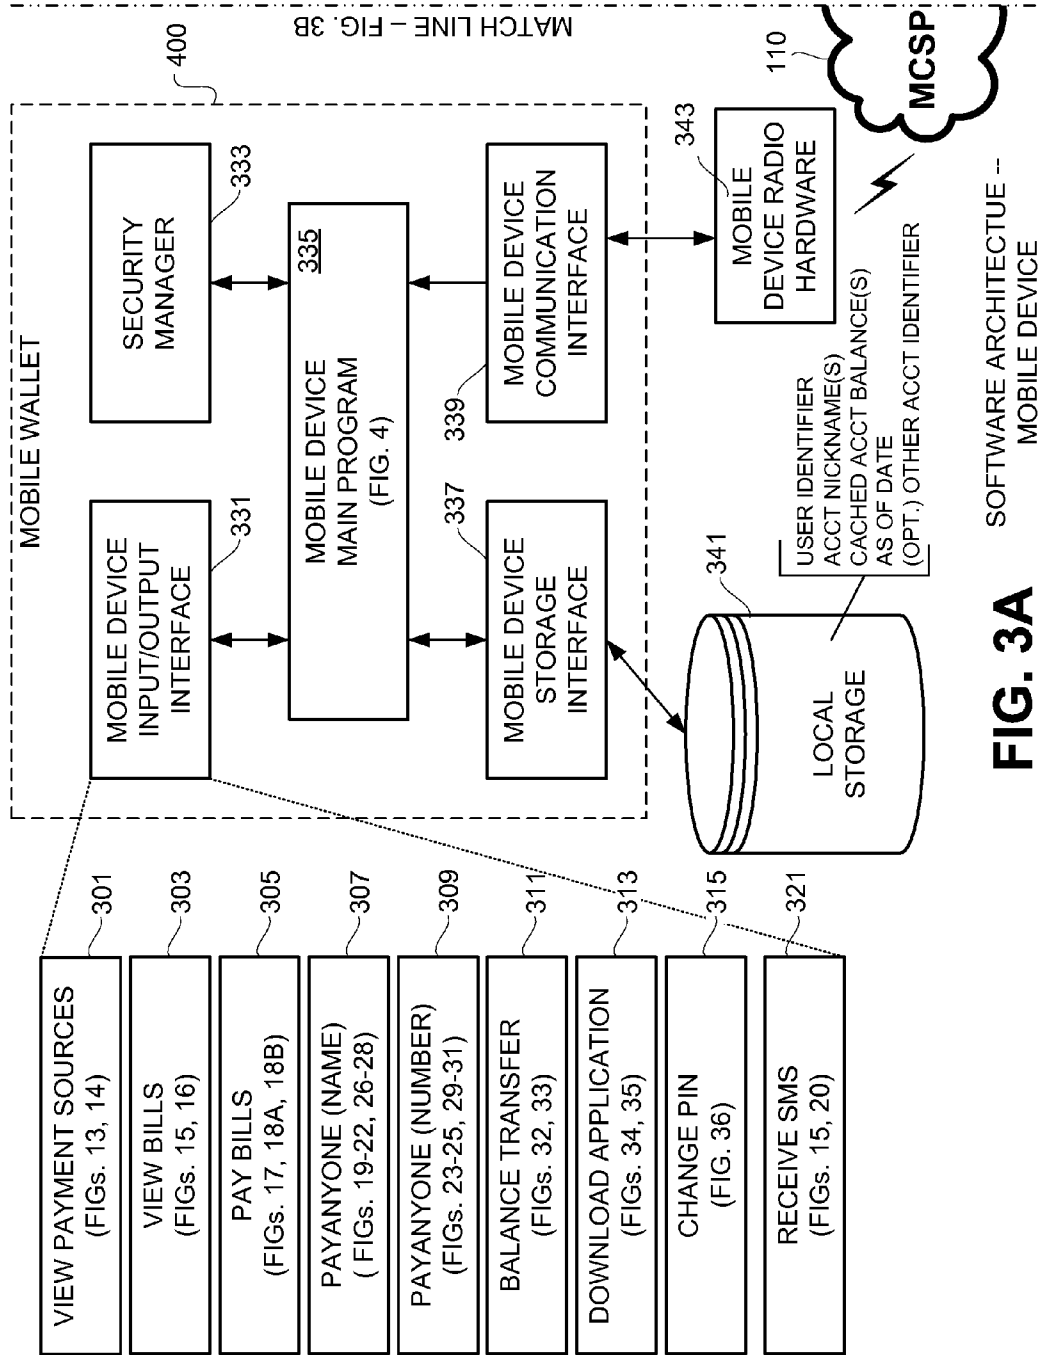 VIEW PAYMENT SOURCES
(FIGs. 13, 14)
301
VIEW BILLS
(FIGs. 15, 16)
303
PAY BILLS
(FIGs. 17, 18A, 18B)
305
PAYANYONE (NAME)
( FIGs. 19-22, 26-28)
307
PAYANYONE (NUMBER)
(FIGs. 23-25, 29-31)
309
BALANCE TRANSFER
(FIGs. 32, 33)
311
DOWNLOAD APPLICATION
(FIGs. 34, 35)
313
CHANGE PIN
(FIG. 36)
315
RECEIVE SMS
(FIGs. 15, 20)
321
MOBILE WALLET
400
MOBILE DEVICE
INPUT/OUTPUT
INTERFACE
331
SECURITY
MANAGER
333
MOBILE DEVICE
MAIN PROGRAM
(FIG. 4)
335
MOBILE DEVICE
STORAGE
INTERFACE
337
MOBILE DEVICE
COMMUNICATION
INTERFACE
339
LOCAL
STORAGE
341
USER IDENTIFIER
ACCT NICKNAME(S)
CACHED ACCT BALANCE(S)
AS OF DATE
(OPT.) OTHER ACCT IDENTIFIER
MOBILE
DEVICE RADIO
HARDWARE
343
MCSP
110
MATCH LINE – FIG. 3B
FIG. 3A
SOFTWARE ARCHITECTUE --
MOBILE DEVICE